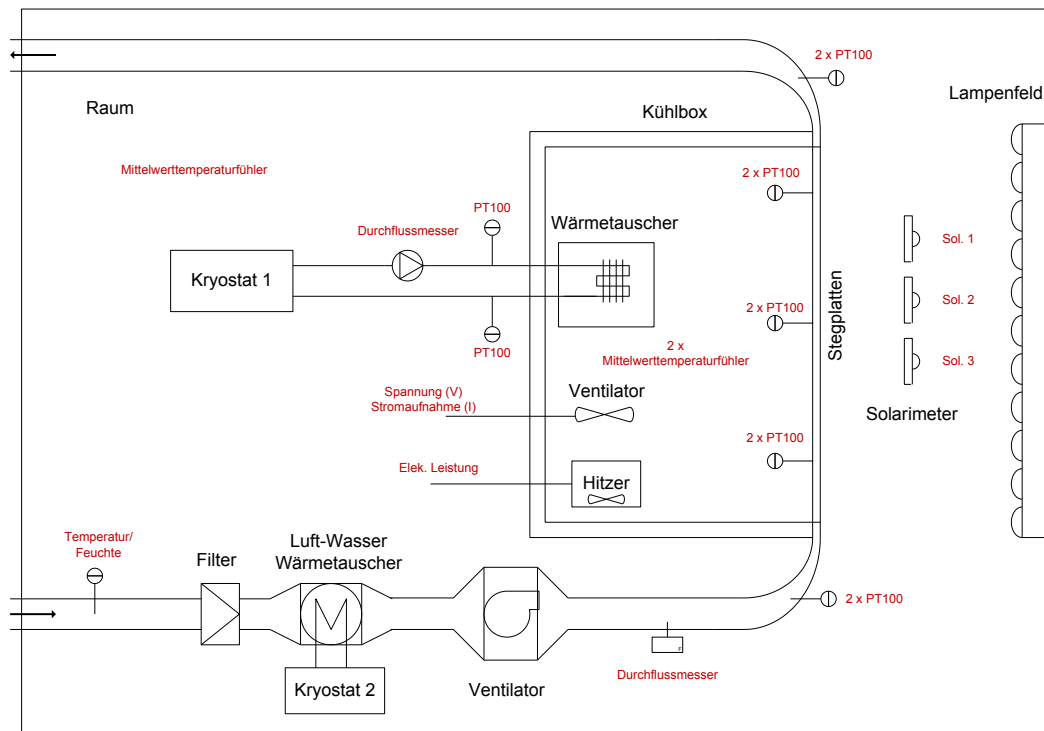 2 x PT100
Lampenfeld
Raum
Kühlbox
Mittelwerttemperaturfühler
2 x PT100
PT100
Durchflussmesser
Wärmetauscher
Kryostat 1
Sol. 1
Sol. 2
Stegplatten
2 x PT100
PT100
2 x
Mittelwerttemperaturfühler
Sol. 3
Spannung (V)
Stromaufnahme (I)
Ventilator
Solarimeter
2 x PT100
Elek. Leistung
Hitzer
Temperatur/
Feuchte
Filter
Luft-Wasser
Wärmetauscher
2 x PT100
Kryostat 2
Ventilator
Durchflussmesser